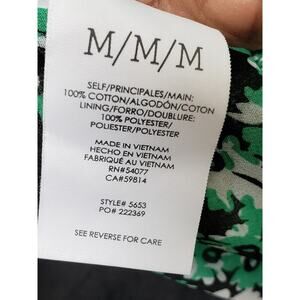 M/M/M
SELF/PRINCIPALES/MAIN:
100% COTTON/ALGODÓN/COTON
LINING/FORRO/DOUBLURE:
100% POLYESTER/
POLIÉSTER/POLYESTER
MADE IN VIETNAM
HECHO EN VIETNAM
FABRIQUÉ AU VIETNAM
RN#54077
CA#59814
STYLE# 5653
PO# 222369
SEE REVERSE FOR CARE